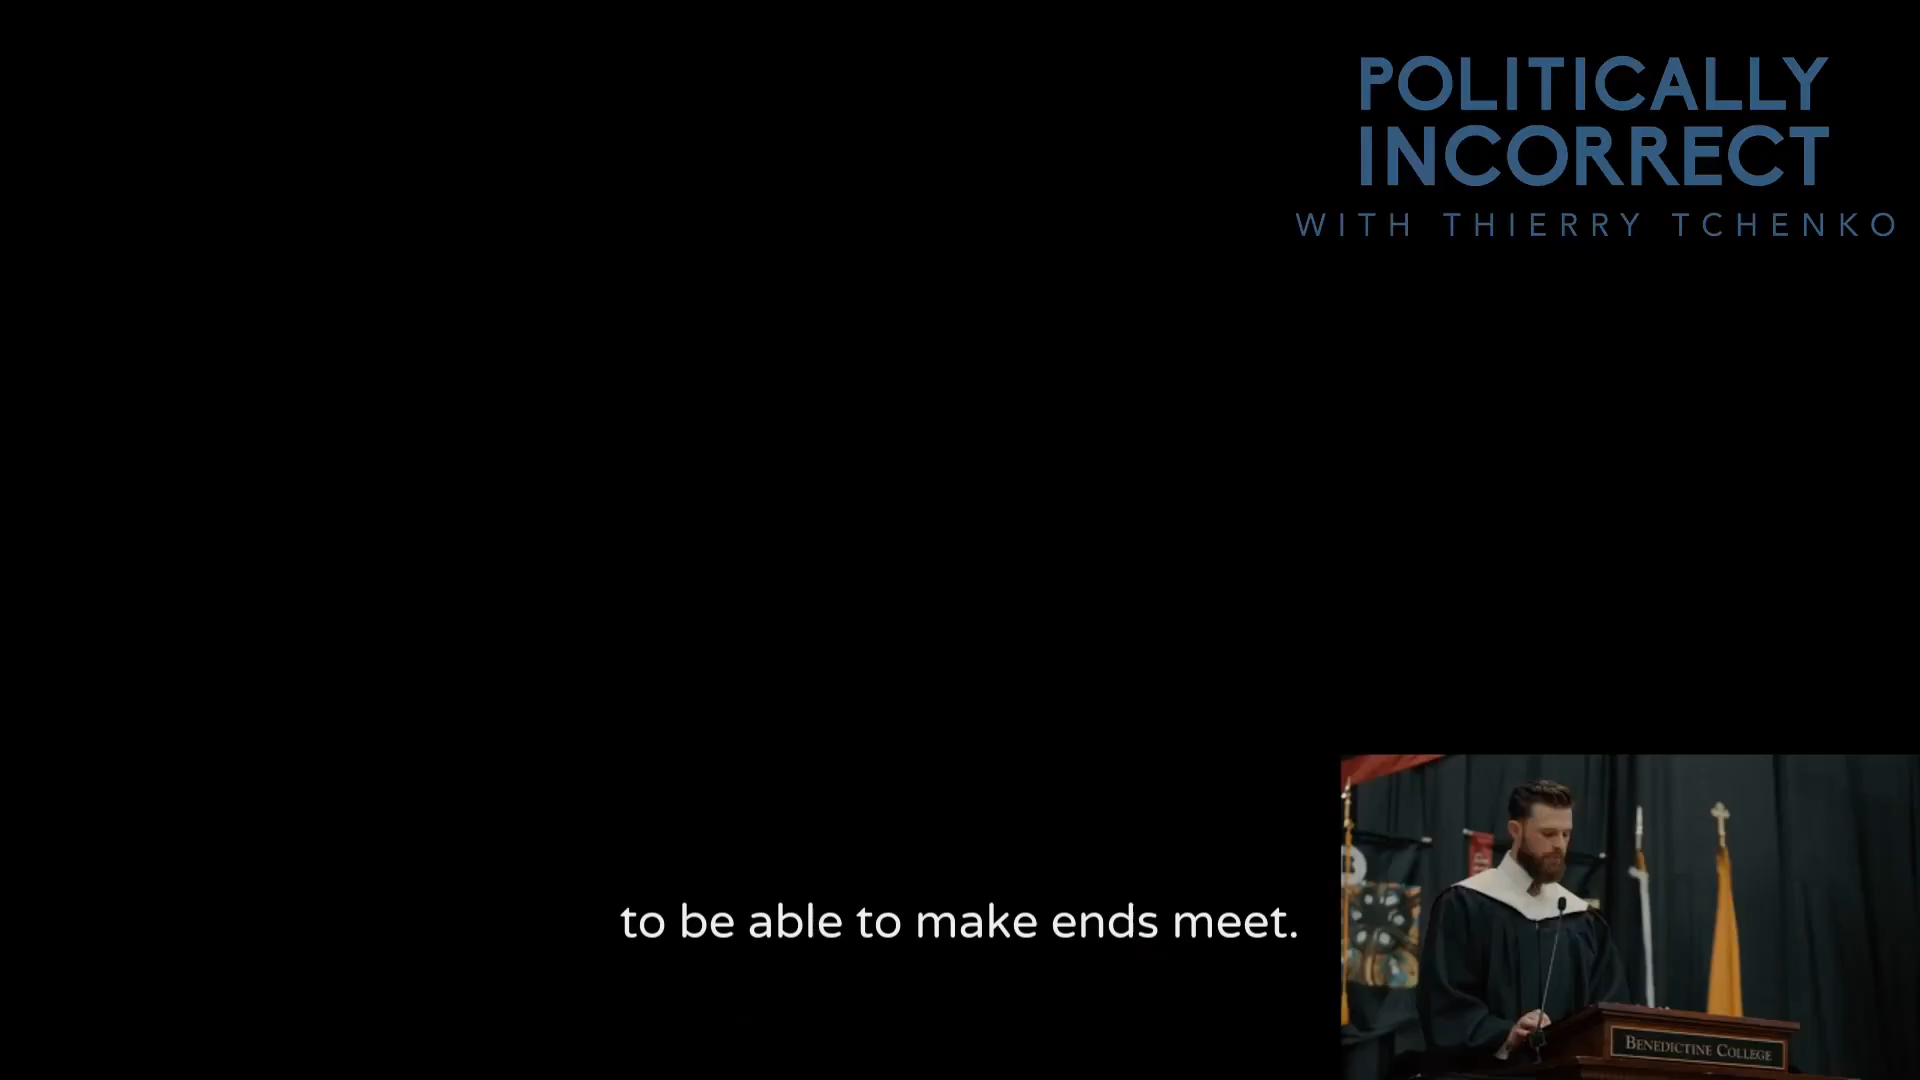 POLITICALLY
INCORRECT
WITH THIERRY TCHENKO
to be able to make ends meet.
BENEDICTINE COLLEGE